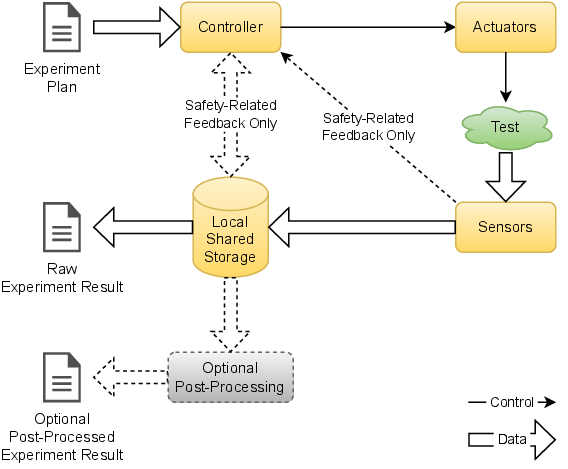 Controller
Actuators
Experiment
Plan
Safety-Related
Feedback Only
Safety-Related
Feedback Only
Test
Local
Shared
Storage
Sensors
Raw
Experiment Result
Optional
Post-Processing
Optional
Post-Processed
Experiment Result
Control
Data